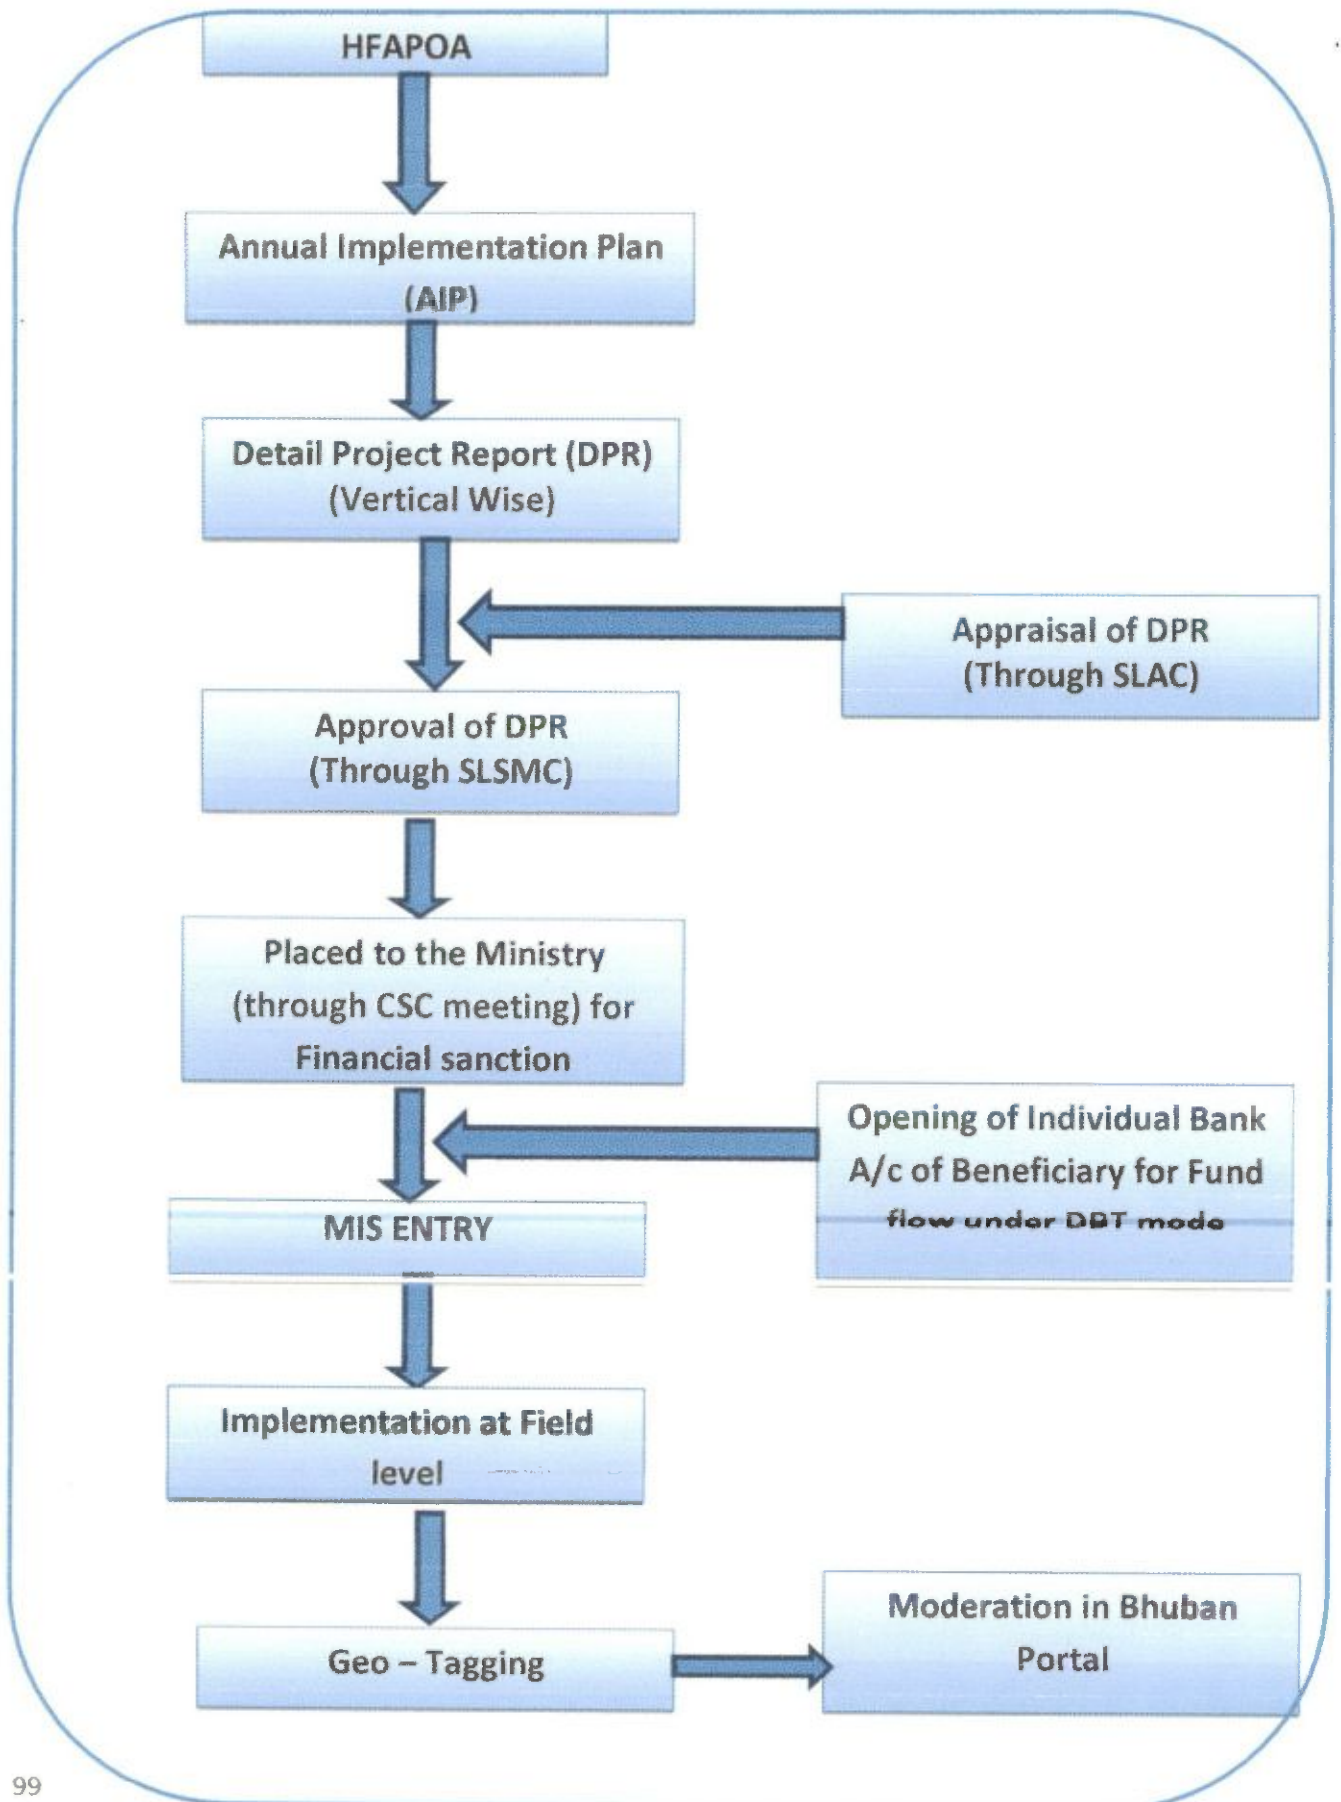 HFAPOA
Annual Implementation Plan
(AIP)
Detail Project Report (DPR)
(Vertical Wise)
Appraisal of DPR
(Through SLAC)
Approval of DPR
(Through SLSMC)
Placed to the Ministry
(through CSC meeting) for
Financial sanction
Opening of Individual Bank
A/c of Beneficiary for Fund
flow under DBT mode
MIS ENTRY
Implementation at Field
level
Geo – Tagging
Moderation in Bhuban
Portal
99